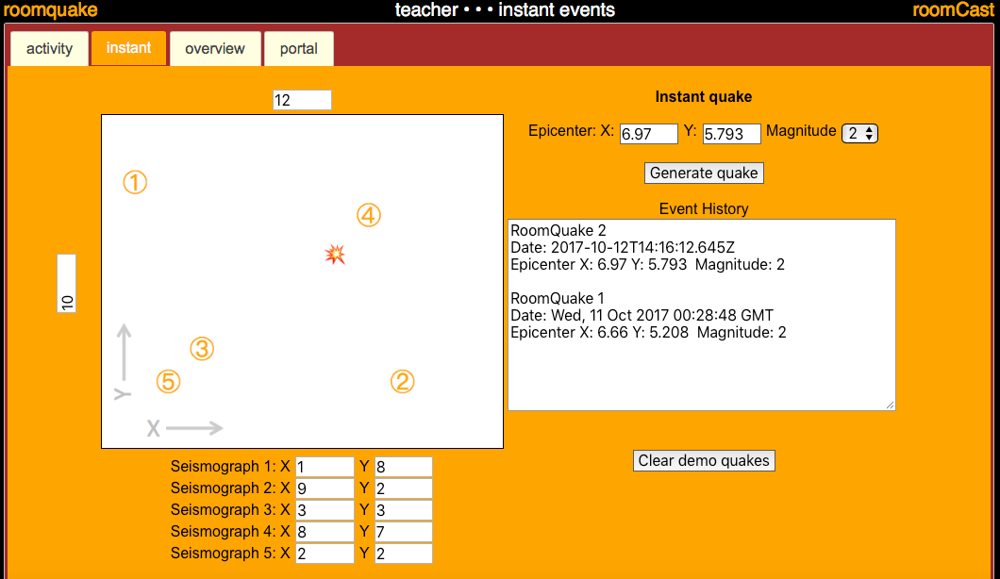 roomquake teacher • • • instant events roomCast
activity instant overview portal
12
Instant quake
Epicenter: X: 6.97 Y: 5.793 Magnitude 2
Generate quake
Event History
RoomQuake 2
Date: 2017-10-12T14:16:12.645Z
Epicenter X: 6.97 Y: 5.793 Magnitude: 2
RoomQuake 1
Date: Wed, 11 Oct 2017 00:28:48 GMT
Epicenter X: 6.66 Y: 5.208 Magnitude: 2
Clear demo quakes
10
①
④
③
⑤
②
Y
X
Seismograph 1: X 1 Y 8
Seismograph 2: X 9 Y 2
Seismograph 3: X 3 Y 3
Seismograph 4: X 8 Y 7
Seismograph 5: X 2 Y 2